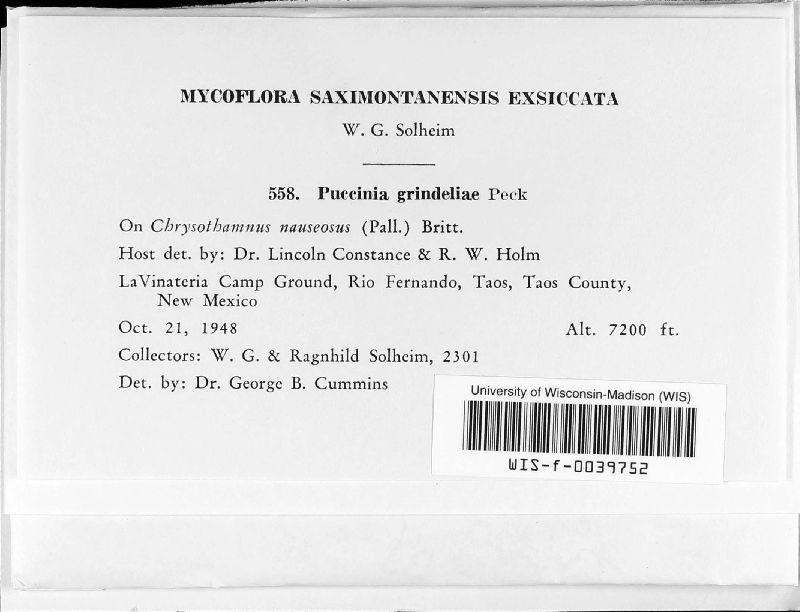 MYCOFLORA SAXIMONTANENSIS EXSICCATA
W. G. Solheim
558. Puccinia grindeliae Peck
On Chrysothamnus nauseosus (Pall.) Britt.
Host det. by: Dr. Lincoln Constance & R. W. Holm
LaVinateria Camp Ground, Rio Fernando, Taos, Taos County,
New Mexico
Oct. 21, 1948 Alt. 7200 ft.
Collectors: W. G. & Ragnhild Solheim, 2301
Det. by: Dr. George B. Cummins
University of Wisconsin-Madison (WIS)
WIS-f-0039752